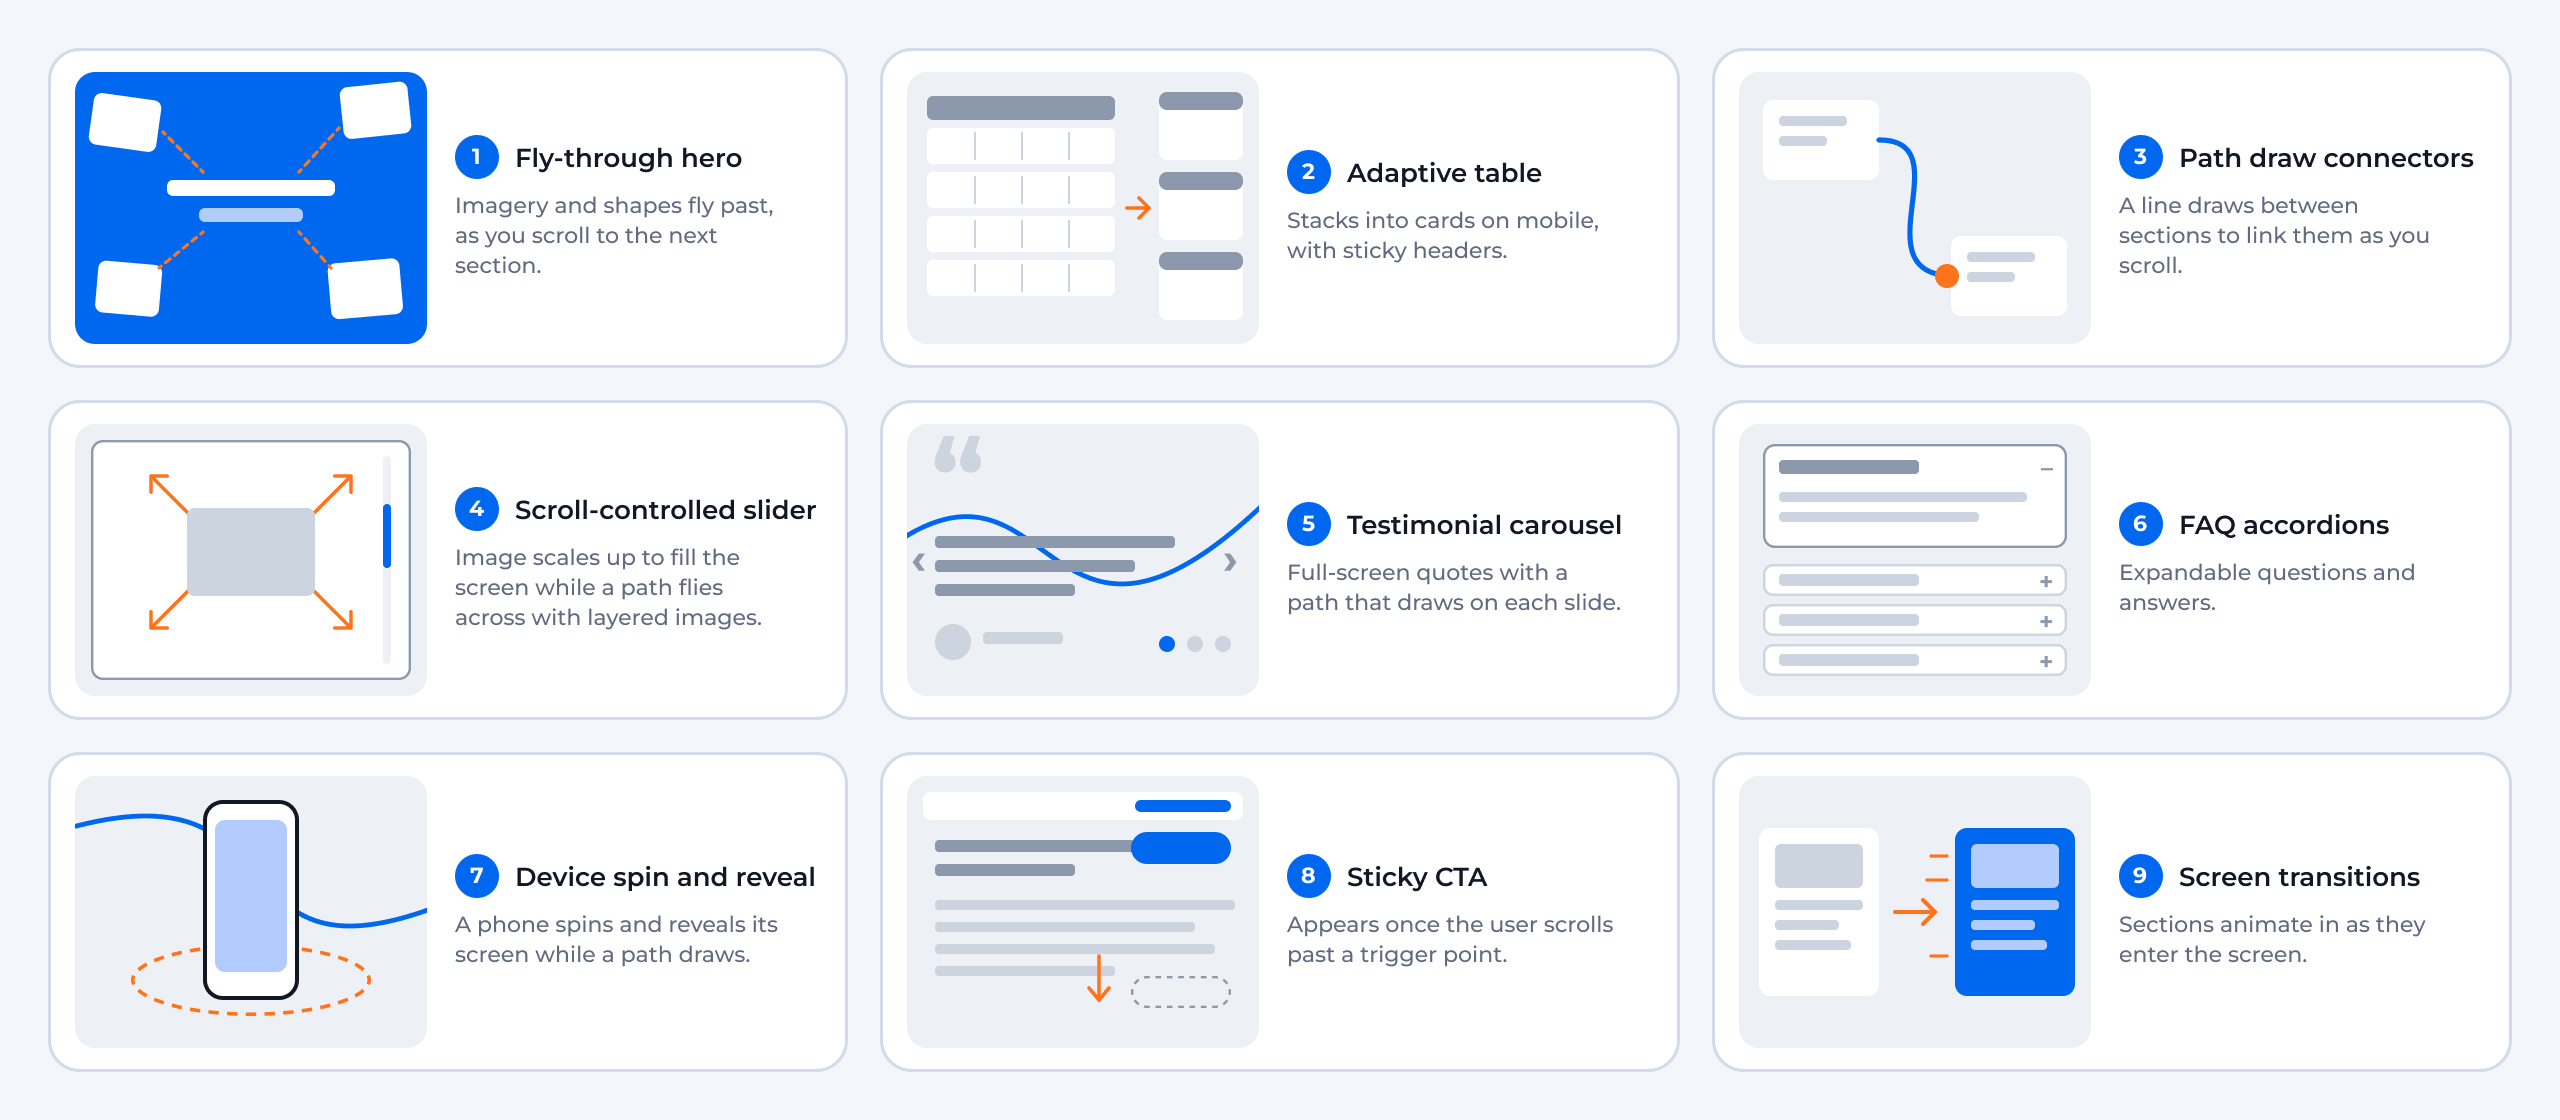 1 Fly-through hero
Imagery and shapes fly past,
as you scroll to the next
section.
2 Adaptive table
Stacks into cards on mobile,
with sticky headers.
3 Path draw connectors
A line draws between
sections to link them as you
scroll.
4 Scroll-controlled slider
Image scales up to fill the
screen while a path flies
across with layered images.
“
‹ ›
5 Testimonial carousel
Full-screen quotes with a
path that draws on each slide.
–
+
+
+
6 FAQ accordions
Expandable questions and
answers.
7 Device spin and reveal
A phone spins and reveals its
screen while a path draws.
8 Sticky CTA
Appears once the user scrolls
past a trigger point.
9 Screen transitions
Sections animate in as they
enter the screen.